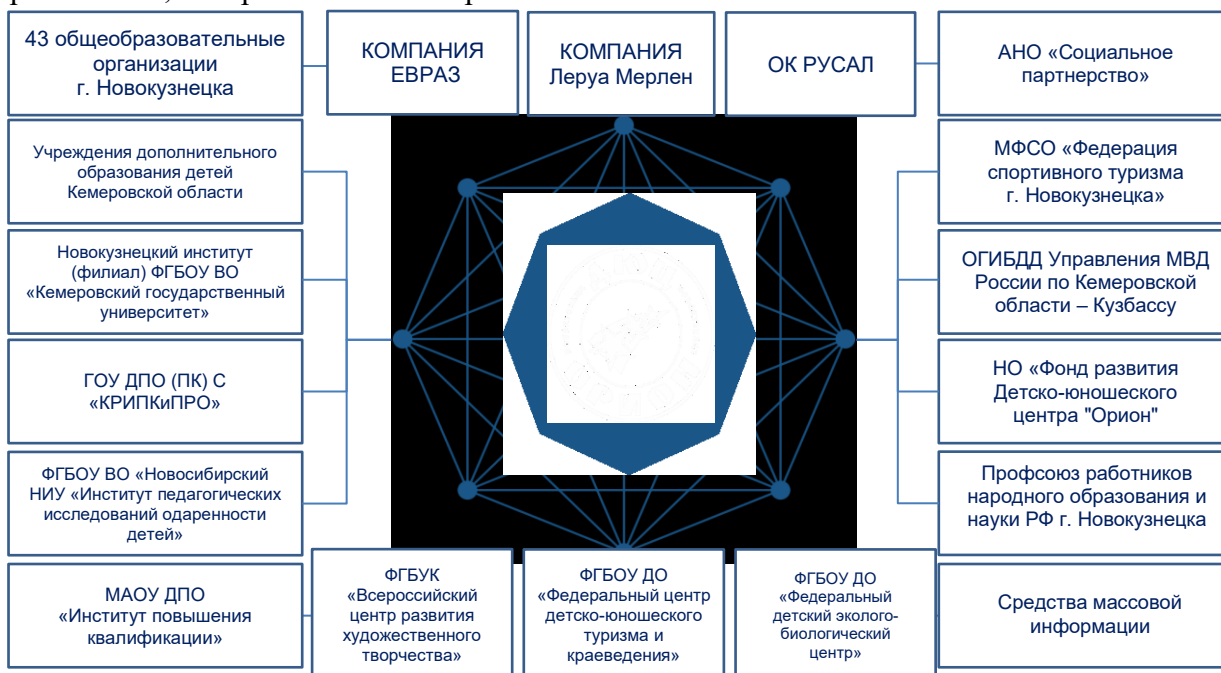 43 общеобразовательные
организации
г. Новокузнецка
КОМПАНИЯ
ЕВРАЗ
КОМПАНИЯ
Леруа Мерлен
ОК РУСАЛ
АНО «Социальное
партнерство»
Учреждения дополнительного
образования детей
Кемеровской области
МФСО «Федерация
спортивного туризма
г. Новокузнецка»
Новокузнецкий институт
(филиал) ФГБОУ ВО
«Кемеровский государственный
университет»
ОГИБДД Управления МВД
России по Кемеровской
области – Кузбассу
ГОУ ДПО (ПК) С
«КРИПКиПРО»
НО «Фонд развития
Детско-юношеского
центра "Орион"
ФГБОУ ВО «Новосибирский
НИУ «Институт педагогических
исследований одаренности
детей»
Профсоюз работников
народного образования и
науки РФ г. Новокузнецка
МАОУ ДПО
«Институт повышения
квалификации»
ФГБУК
«Всероссийский
центр развития
художественного
творчества»
ФГБОУ ДО
«Федеральный центр
детско-юношеского
туризма и
краеведения»
ФГБОУ ДО
«Федеральный
детский эколого-
биологический
центр»
Средства массовой
информации